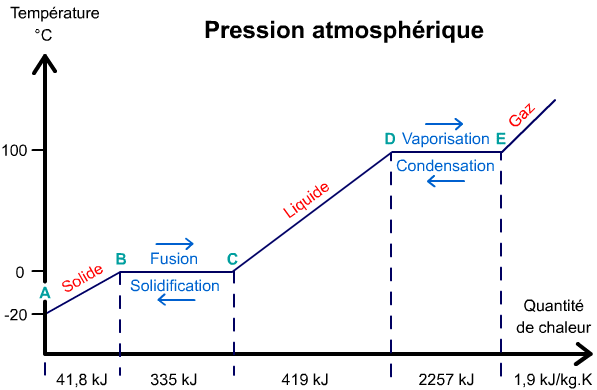 Température
°C
Pression atmosphérique
Gaz
D Vaporisation E
100
Condensation
Liquide
B Fusion C
0
Solide
Solidification
A
-20
Quantité
de chaleur
41,8 kJ 335 kJ 419 kJ 2257 kJ 1,9 kJ/kg.K